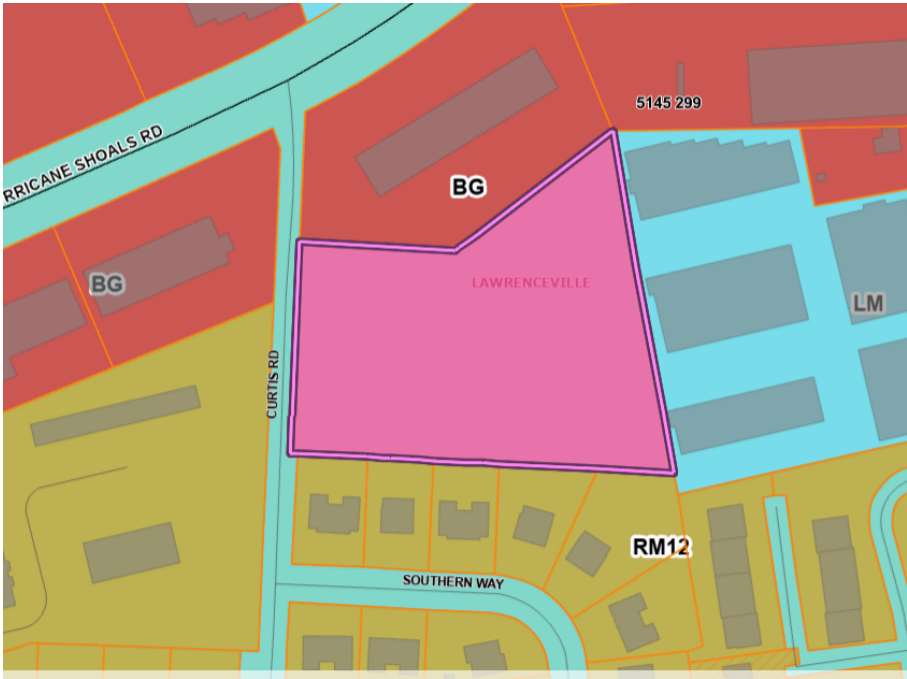 5145 299
RRICANE SHOALS RD
BG
LAWRENCEVILLE
BG
LM
CURTIS RD
RM12
SOUTHERN WAY